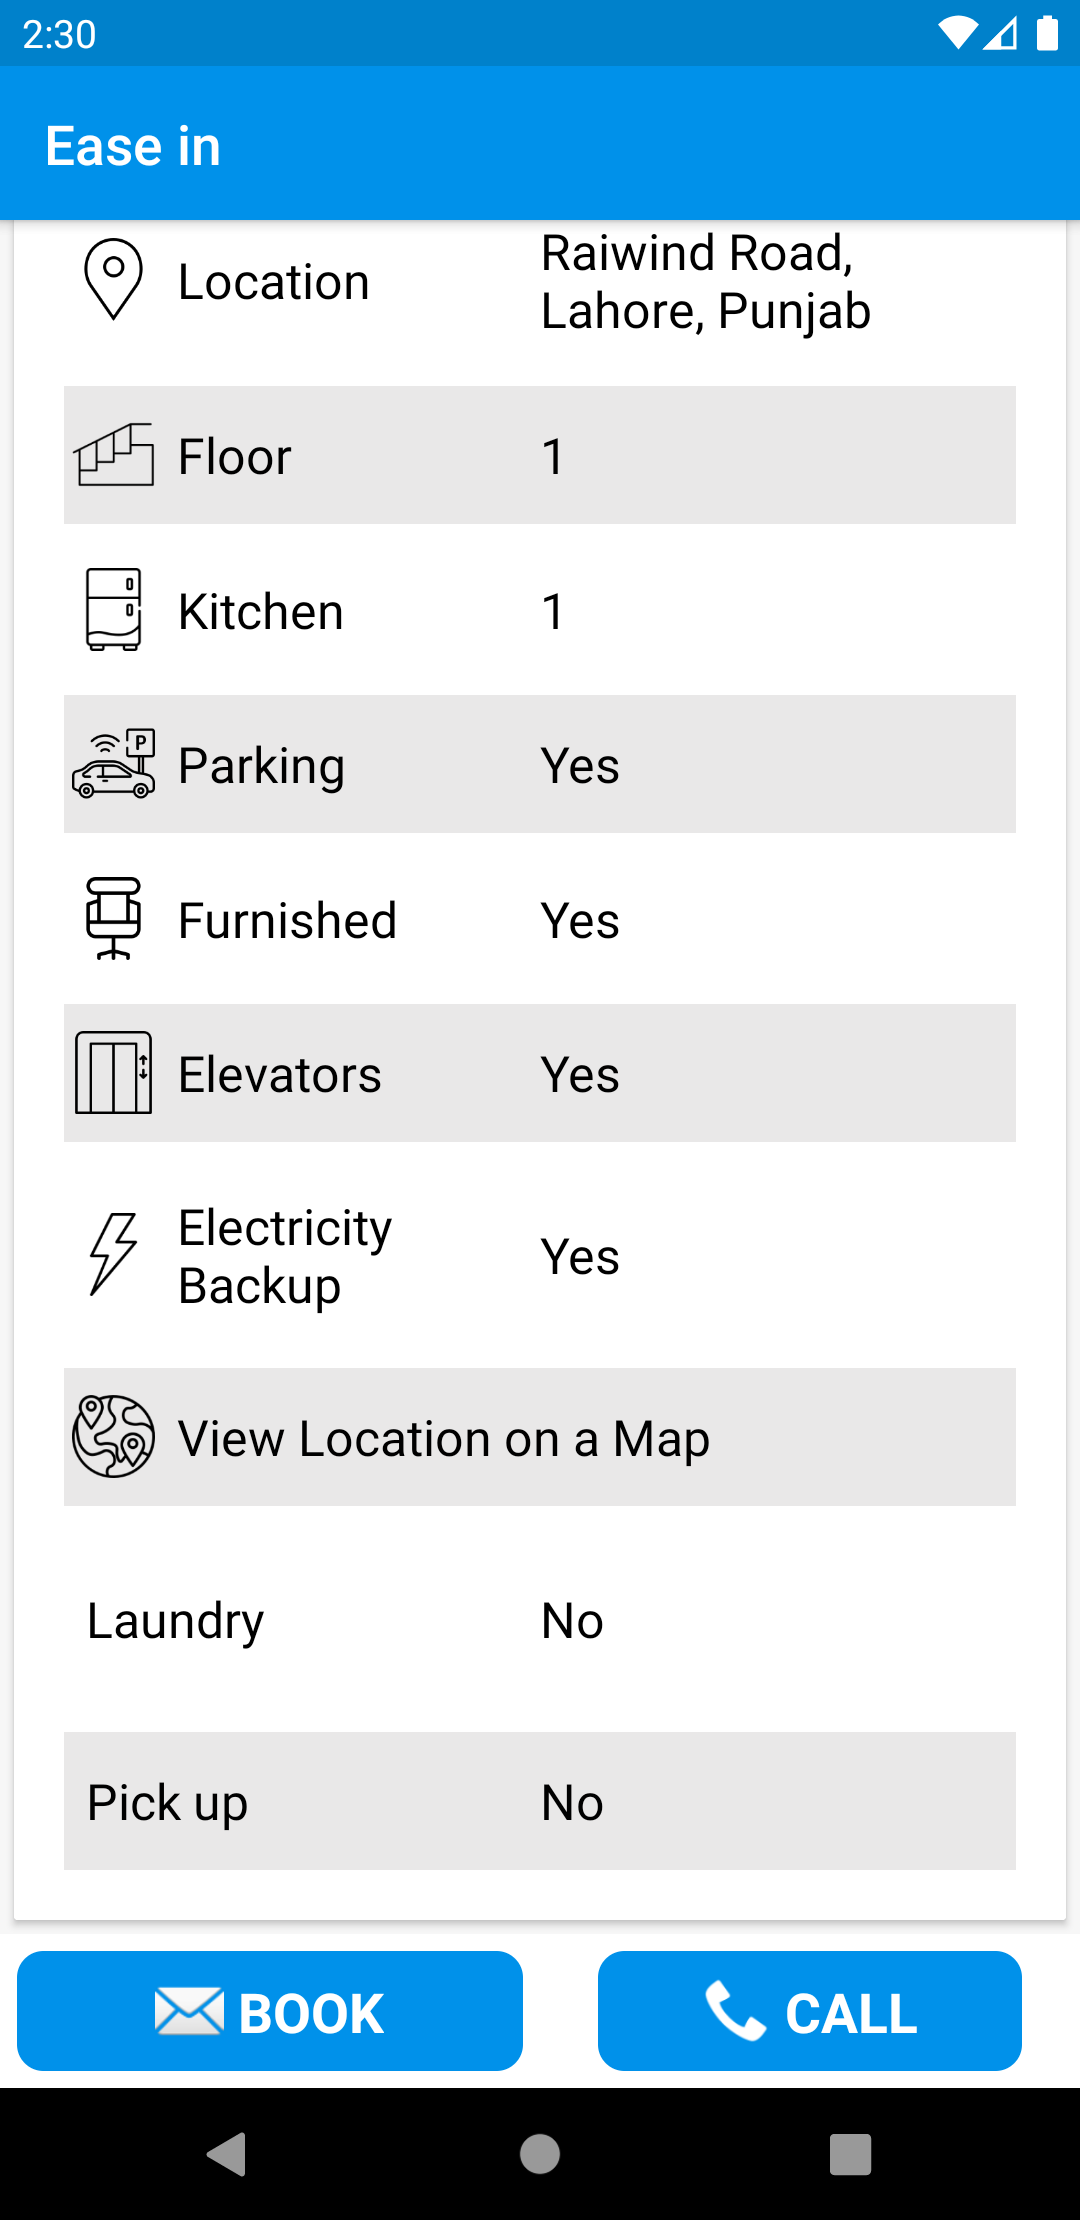 2:30
Ease in
Location
Raiwind Road,
Lahore, Punjab
Floor 1
Kitchen 1
P
Parking Yes
Furnished Yes
Elevators Yes
Electricity
Backup
Yes
View Location on a Map
Laundry No
Pick up No
BOOK CALL